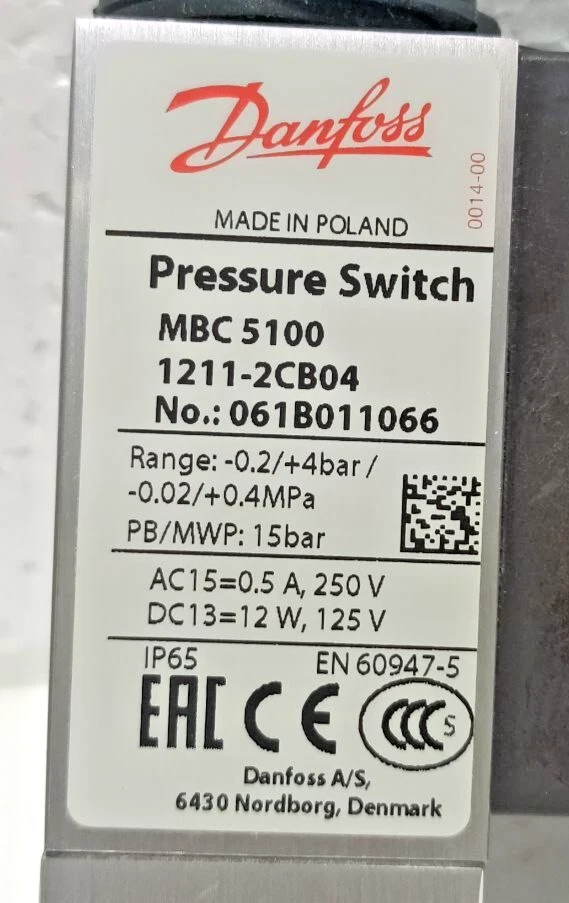 Danfoss
0014-00
MADE IN POLAND
Pressure Switch
MBC 5100
1211-2CB04
No.: 061B011066
Range: -0.2/+4bar /
-0.02/+0.4MPa
PB/MWP: 15bar
AC15=0.5 A, 250 V
DC13=12 W, 125 V
IP65 EN 60947-5
EAC CE CCC S
Danfoss A/S,
6430 Nordborg, Denmark